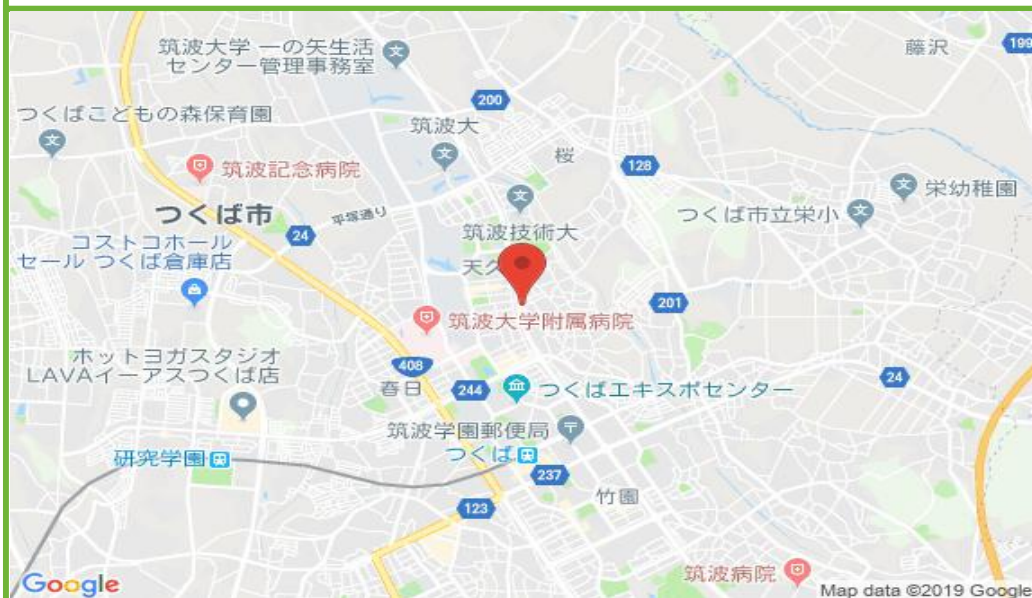 筑波大学 一の矢生活
センター管理事務室
藤沢
199
200
つくばこどもの森保育園
筑波大
桜
128
筑波記念病院
栄幼稚園
つくば市
平塚通り
つくば市立栄小
24
筑波技術大
コストコホール
セール つくば倉庫店
天久
201
筑波大学附属病院
ホットヨガスタジオ
LAVAイーアスつくば店
408
春日
244
つくばエキスポセンター
24
筑波学園郵便局
つくば
研究学園
237
竹園
123
筑波病院
Google
Map data ©2019 Google